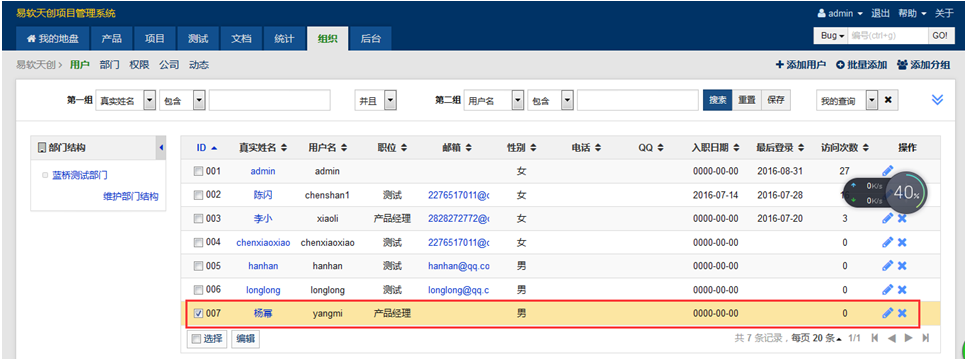 易软天创项目管理系统
admin 退出 帮助 关于
我的地盘 产品 项目 测试 文档 统计 组织 后台
Bug 编号(ctrl+g) GO!
易软天创 > 用户 部门 权限 公司 动态
添加用户 批量添加 添加分组
第一组 真实姓名 包含 并且 第二组 用户名 包含 搜索 重置 保存 我的查询
部门结构
蓝桥测试部门
维护部门结构
ID 真实姓名 用户名 职位 邮箱 性别 电话 QQ 入职日期 最后登录 访问次数 操作
001 admin admin 女 0000-00-00 2016-08-31 27
002 陈闪 chenshan1 测试 2276517011@c 女 2016-07-14 2016-07-28
003 李小 xiaoli 产品经理 2828272772@c 女 0000-00-00 2016-07-20 3
004 chenxiaoxiao chenxiaoxiao 测试 2276517011@c 女 0000-00-00 0
005 hanhan hanhan 测试 hanhan@qq.co 男 0000-00-00 0
006 longlong longlong 测试 longlong@qq.c 男 0000-00-00 0
007 杨幂 yangmi 产品经理 男 0000-00-00 0
0K/s
0K/s
40%
选择 编辑
共 7 条记录，每页 20 条 1/1